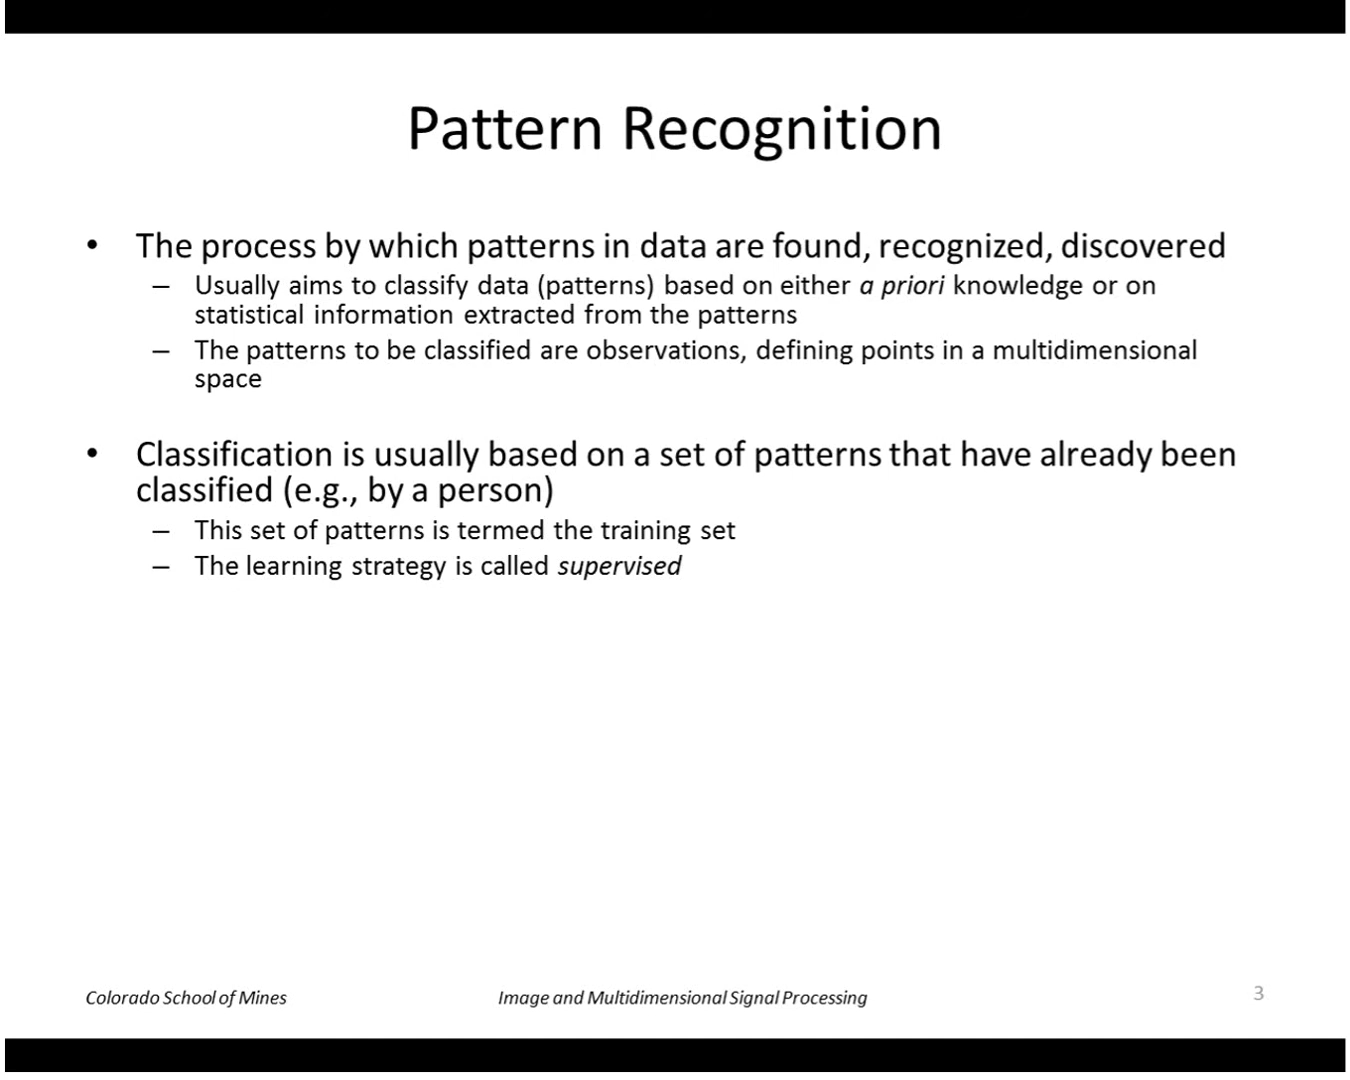 Pattern Recognition
• The process by which patterns in data are found, recognized, discovered
– Usually aims to classify data (patterns) based on either a priori knowledge or on
statistical information extracted from the patterns
– The patterns to be classified are observations, defining points in a multidimensional
space
• Classification is usually based on a set of patterns that have already been
classified (e.g., by a person)
– This set of patterns is termed the training set
– The learning strategy is called supervised
Colorado School of Mines
Image and Multidimensional Signal Processing
3